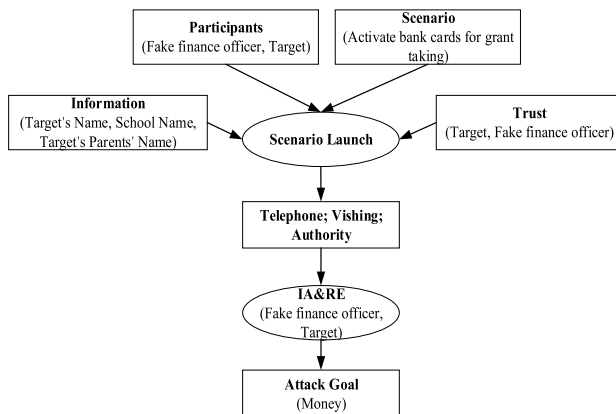 Participants
(Fake finance officer, Target)
Scenario
(Activate bank cards for grant
taking)
Information
(Target's Name, School Name,
Target's Parents' Name)
Scenario Launch
Trust
(Target, Fake finance officer)
Telephone; Vishing;
Authority
IA&RE
(Fake finance officer,
Target)
Attack Goal
(Money)